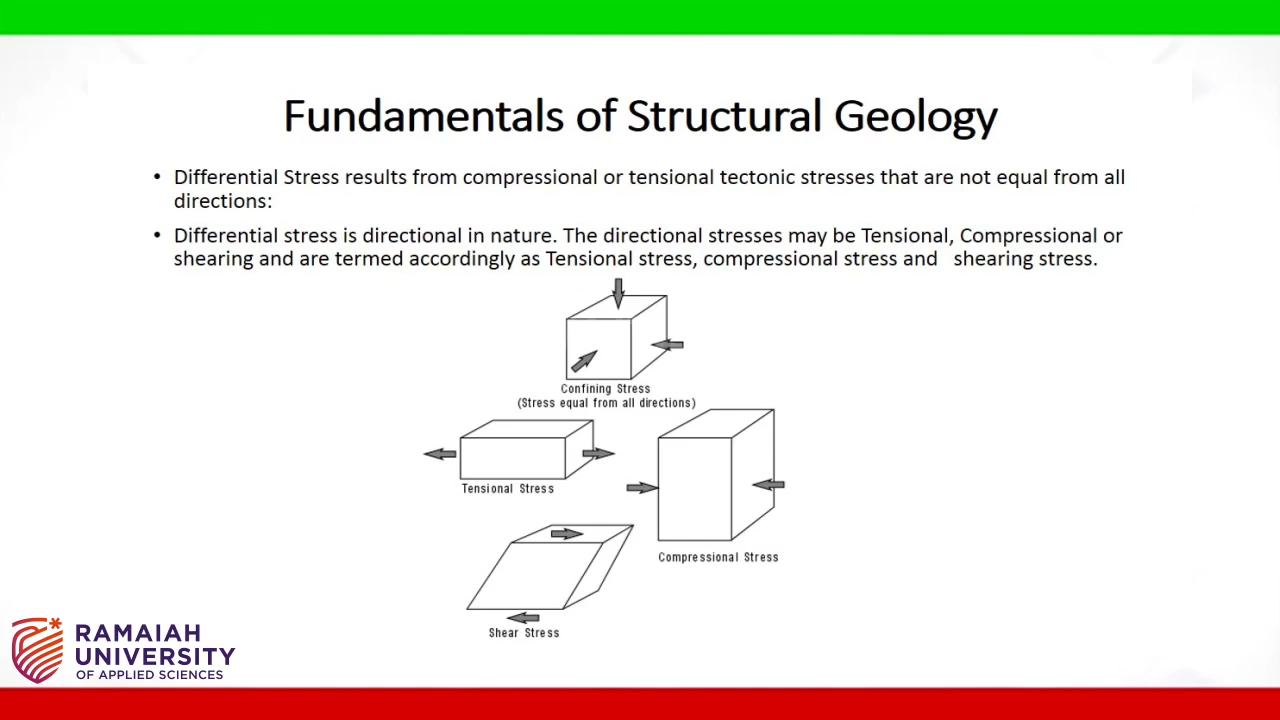 Fundamentals of Structural Geology
• Differential Stress results from compressional or tensional tectonic stresses that are not equal from all
directions:
• Differential stress is directional in nature. The directional stresses may be Tensional, Compressional or
shearing and are termed accordingly as Tensional stress, compressional stress and shearing stress.
Confining Stress
(Stress equal from all directions)
Tensional Stress
Compressional Stress
Shear Stress
RAMAIAH
UNIVERSITY
OF APPLIED SCIENCES